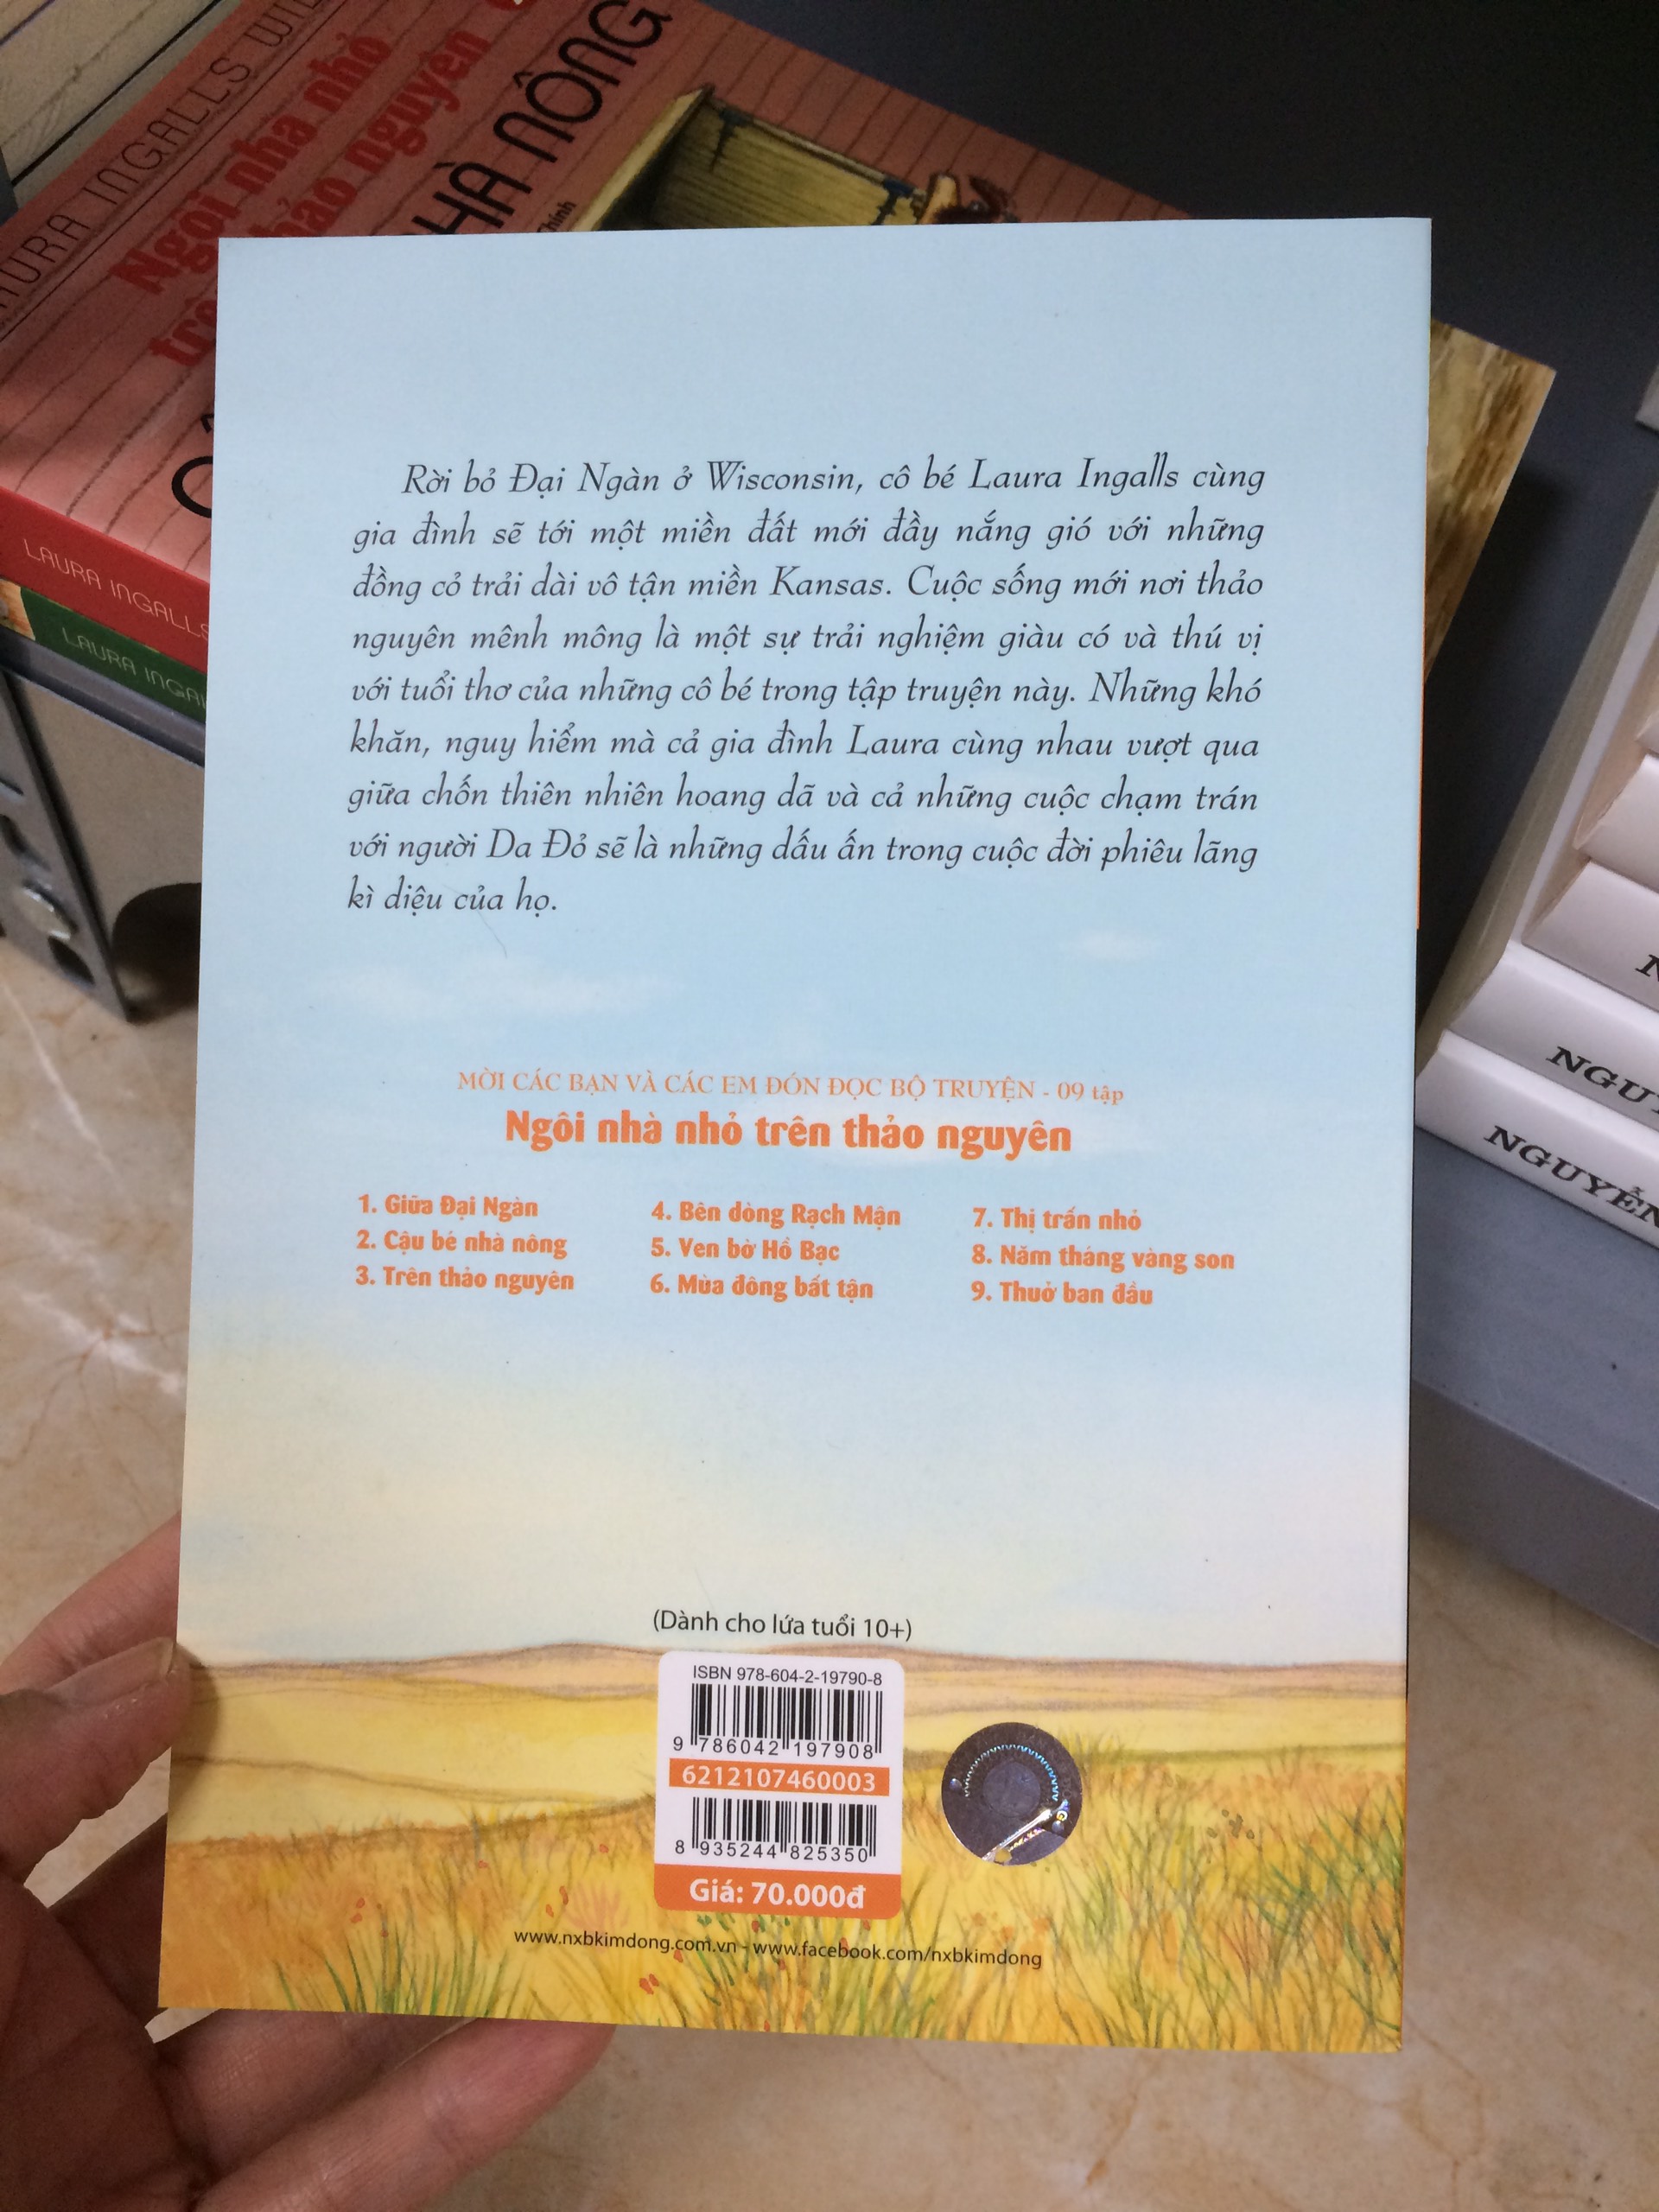 LAURA INGALLS WIL
Ngôi nhà nhỏ
trê
thảo nguyên
HÀ NÔNG
Thịnh
LAURA INGALLS
LAURA INGAL
Rời bỏ Đại Ngàn ở Wisconsin, cô bé Laura Ingalls cùng
gia đình sẽ tới một miền đất mới đầy nắng gió với những
đồng cỏ trải dài vô tận miền Kansas. Cuộc sống mới nơi thảo
nguyên mênh mông là một sự trải nghiệm giàu có và thú vị
với tuổi thơ của những cô bé trong tập truyện này. Những khó
khăn, nguy hiểm mà cả gia đình Laura cùng nhau vượt qua
giữa chốn thiên nhiên hoang dã và cả những cuộc chạm trán
với người Da Đỏ sẽ là những dấu ấn trong cuộc đời phiêu lãng
kì diệu của họ.
MỜI CÁC BẠN VÀ CÁC EM ĐÓN ĐỌC BỘ TRUYỆN - 09 tập
Ngôi nhà nhỏ trên thảo nguyên
1. Giữa Đại Ngàn
2. Cậu bé nhà nông
3. Trên thảo nguyên
4. Bên dòng Rạch Mận
5. Ven bờ Hồ Bạc
6. Mùa đông bất tận
7. Thị trấn nhỏ
8. Năm tháng vàng son
9. Thuở ban đầu
(Dành cho lứa tuổi 10+)
ISBN 978-604-2-19790-8
9 786042 197908
6212107460003
8 935244 825350
Giá: 70.000đ
www.nxbkimdong.com.vn - www.facebook.com/nxbkimdong
NGU
NGUYỄN